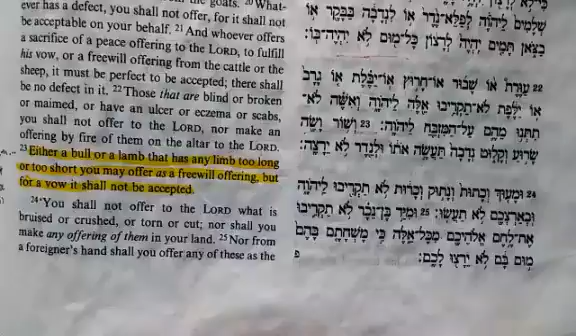 ever has a defect, you shall not offer, for it shall not
be acceptable on your behalf. 21 And whoever offers
a sacrifice of peace offering to the LORD, to fulfill
his vow, or a freewill offering from the cattle or the
sheep, it must be perfect to be accepted; there shall
be no defect in it. 22 Those that are blind or broken
or maimed, or have an ulcer or eczema or scabs,
you shall not offer to the LORD, nor make an
offering by fire of them on the altar to the LORD.
23 Either a bull or a lamb that has any limb too long
or too short you may offer as a freewill offering, but
for a vow it shall not be accepted.
24 ‘You shall not offer to the LORD what is
bruised or crushed, or torn or cut; nor shall you
make any offering of them in your land. 25 Nor from
a foreigner's hand shall you offer any of these as the
שְׁלָמִים לַיהוָה לְפַלֵּא־נֶדֶר אוֹ לִנְדָבָה בַּבָּקָר אוֹ
בַצֹּאן תָּמִים יִהְיֶה לְרָצוֹן כָּל־מוּם לֹא יִהְיֶה־בּוֹ׃
22 עַוֶּרֶת אוֹ שָׁבוּר אוֹ־חָרוּץ אוֹ־יַבֶּלֶת אוֹ גָרָב
אוֹ יַלֶּפֶת לֹא־תַקְרִיבוּ אֵלֶּה לַיהוָה וְאִשֶּׁה לֹא־
תִתְּנוּ מֵהֶם עַל־הַמִּזְבֵּחַ לַיהוָה׃ 23 וְשׁוֹר וָשֶׂה
שָׂרוּעַ וְקָלוּט נְדָבָה תַּעֲשֶׂה אֹתוֹ וּלְנֵדֶר לֹא יֵרָצֶה׃
24 וּמָעוּךְ וְכָתוּת וְנָתוּק וְכָרוּת לֹא תַקְרִיבוּ לַיהוָה
וּבְאַרְצְכֶם לֹא תַעֲשׂוּ׃ 25 וּמִיַּד בֶּן־נֵכָר לֹא תַקְרִיבוּ
אֶת־לֶחֶם אֱלֹהֵיכֶם מִכָּל־אֵלֶּה כִּי מָשְׁחָתָם בָּהֶם
מוּם בָּם לֹא יֵרָצוּ לָכֶם׃ פ